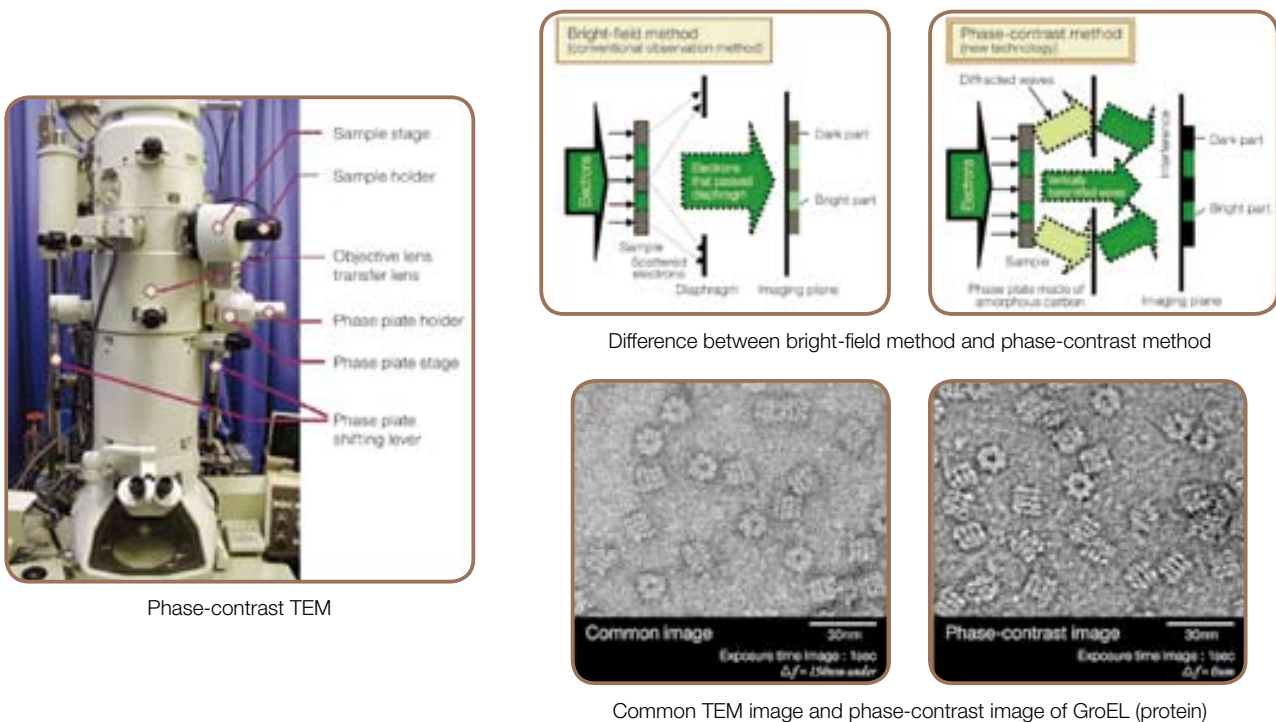 Sample stage
Sample holder
Objective lens
transfer lens
Phase plate holder
Phase plate stage
Phase plate
shifting lever
Phase-contrast TEM
Bright-field method
(conventional observation method)
Electrons
Electrons
that passed
diaphragm
Dark part
Bright part
Sample
Scattered
electrons
Diaphragm
Imaging plane
Phase-contrast method
(new technology)
Diffracted waves
Electrons
Interference
Dark part
Bright part
Sample
Phase plate made of
amorphous carbon
Imaging plane
Difference between bright-field method and phase-contrast method
Common image
30nm
Exposure time Image : 1sec
△f = 150nm under
Phase-contrast image
30nm
Exposure time Image : 1sec
△f = 0nm
Common TEM image and phase-contrast image of GroEL (protein)